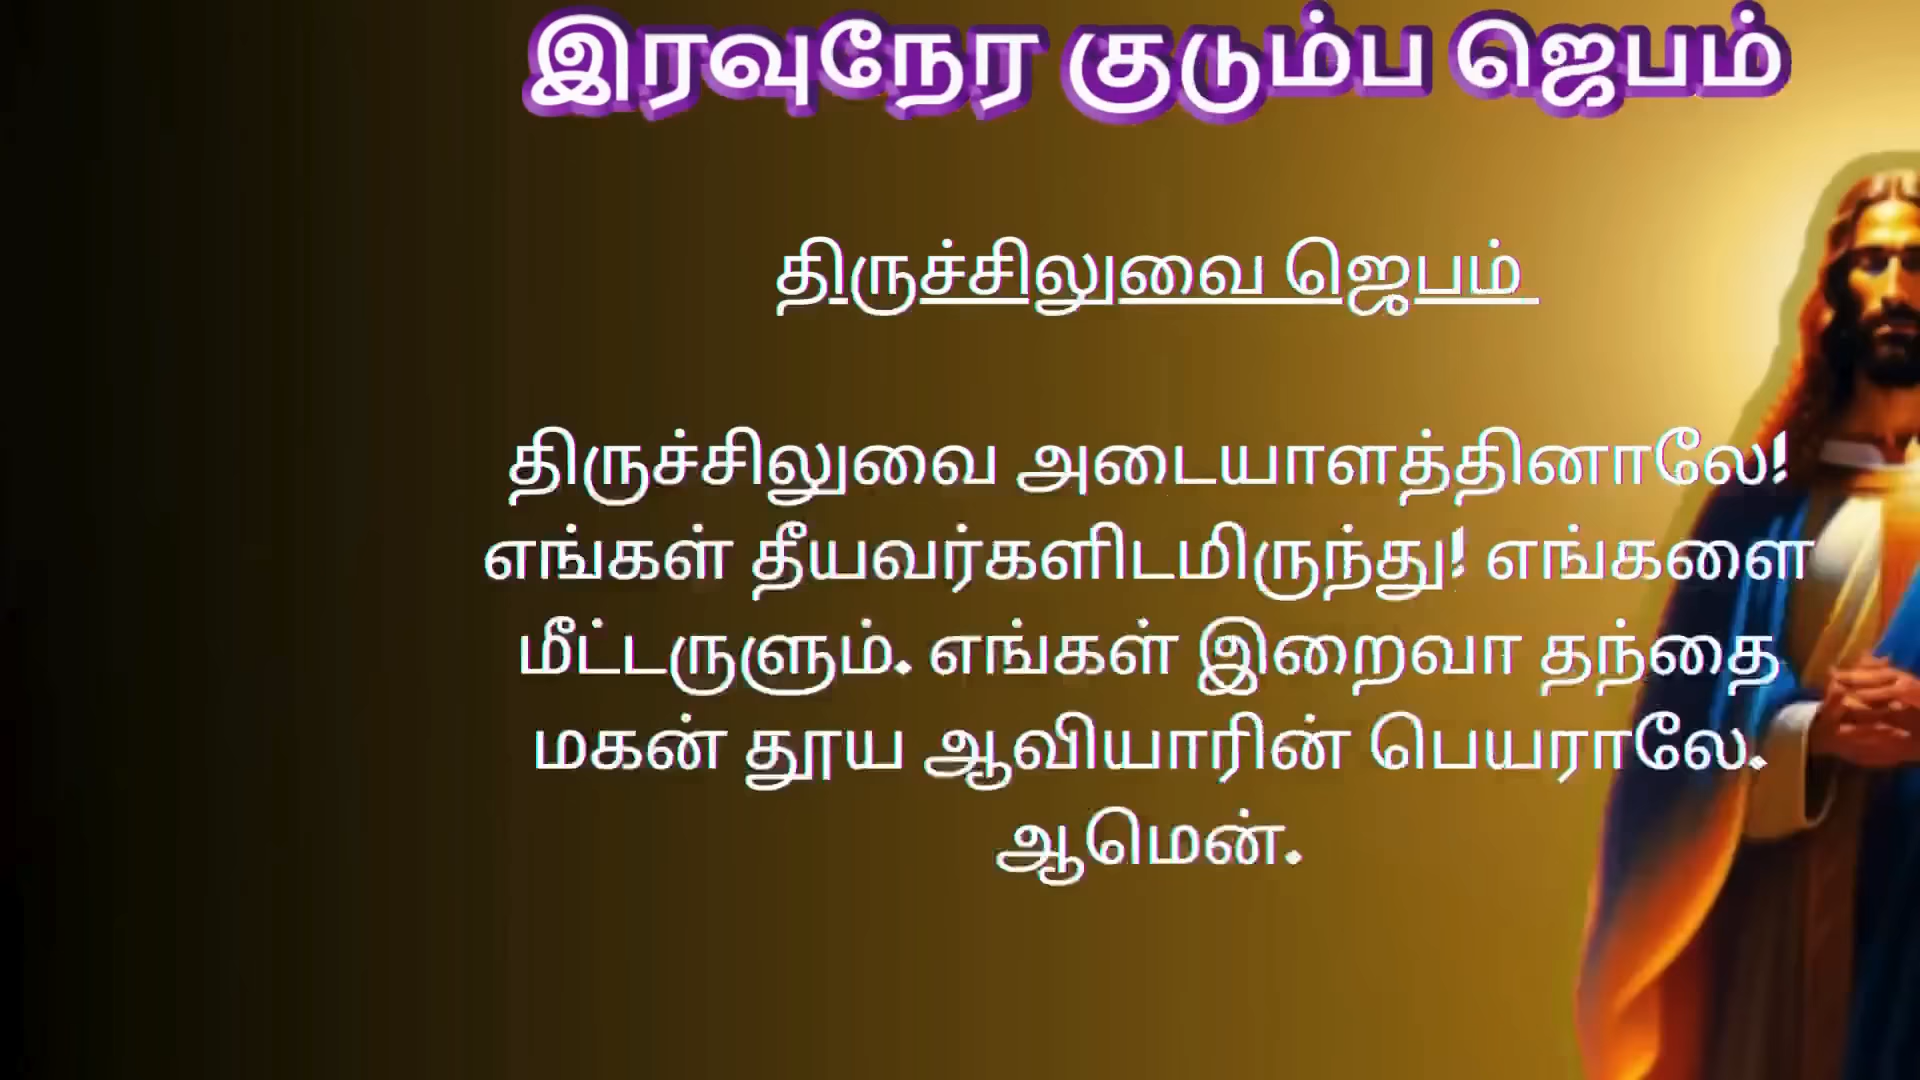 இரவுநேர குடும்ப ஜெபம்
திருச்சிலுவை ஜெபம்
திருச்சிலுவை அடையாளத்தினாலே!
எங்கள் தீயவர்களிடமிருந்து! எங்களை
மீட்டருளும். எங்கள் இறைவா தந்தை
மகன் தூய ஆவியாரின் பெயராலே.
ஆமென்.